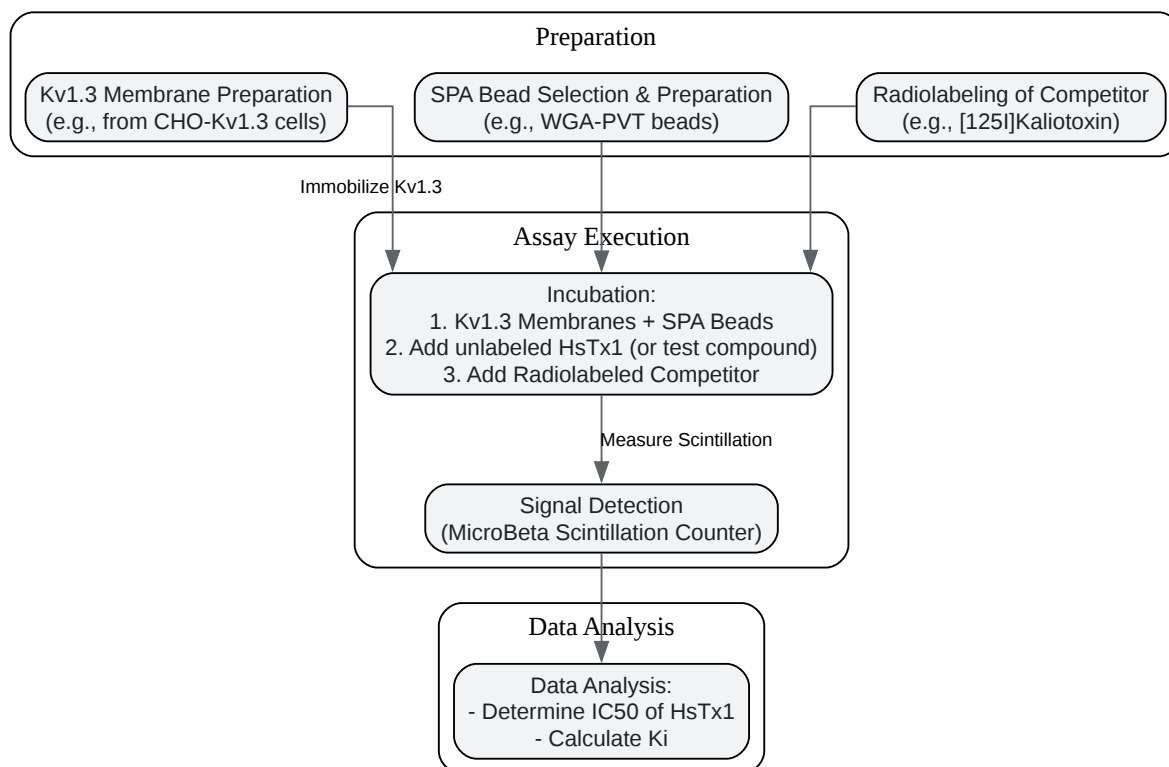 Preparation
Kv1.3 Membrane Preparation
(e.g., from CHO-Kv1.3 cells)
SPA Bead Selection & Preparation
(e.g., WGA-PVT beads)
Radiolabeling of Competitor
(e.g., [125I]Kaliotoxin)
Immobilize Kv1.3
Assay Execution
Incubation:
1. Kv1.3 Membranes + SPA Beads
2. Add unlabeled HsTx1 (or test compound)
3. Add Radiolabeled Competitor
Measure Scintillation
Signal Detection
(MicroBeta Scintillation Counter)
Data Analysis
Data Analysis:
- Determine IC50 of HsTx1
- Calculate Ki